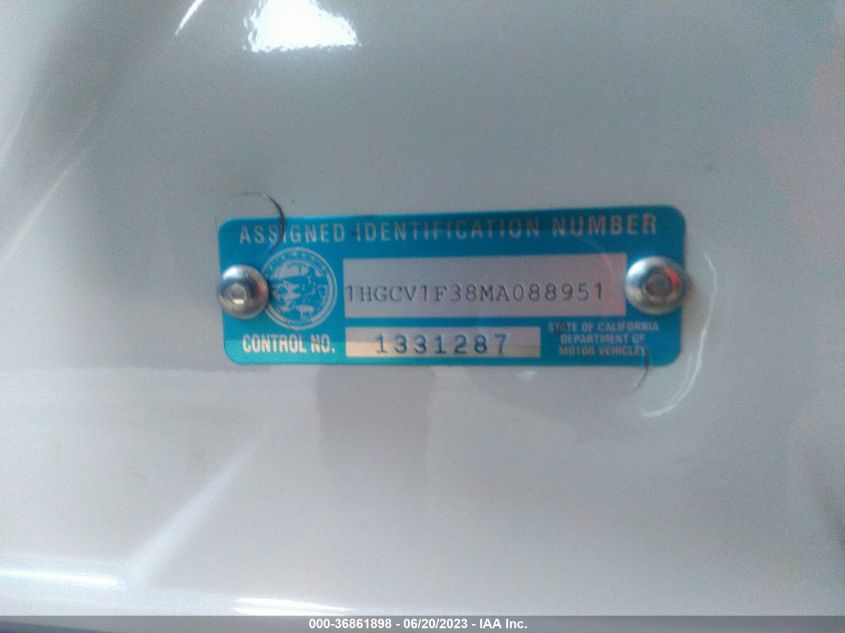 ASSIGNED IDENTIFICATION NUMBER
1HGCV1F38MA088951
CONTROL NO. 1331287
STATE OF CALIFORNIA
DEPARTMENT OF
MOTOR VEHICLES
000-36861898 - 06/20/2023 - IAA Inc.